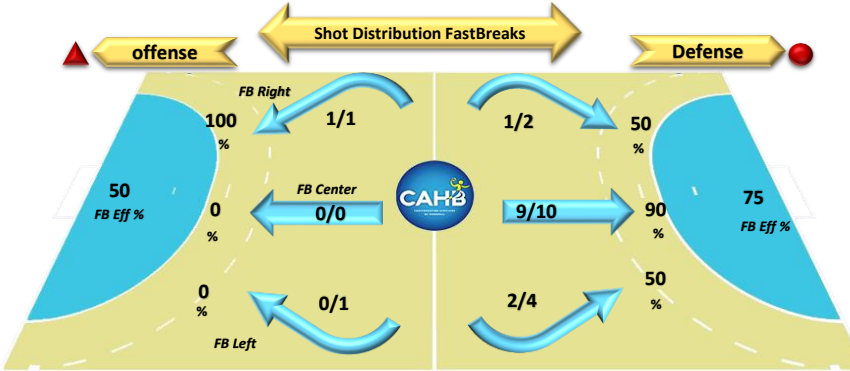 Shot Distribution FastBreaks
offense
Defense
FB Right
100
%
1/1
1/2
50
%
50
FB Eff %
FB Center
0
%
0/0
CAHB
9/10
90
%
75
FB Eff %
0
%
0/1
2/4
50
%
FB Left